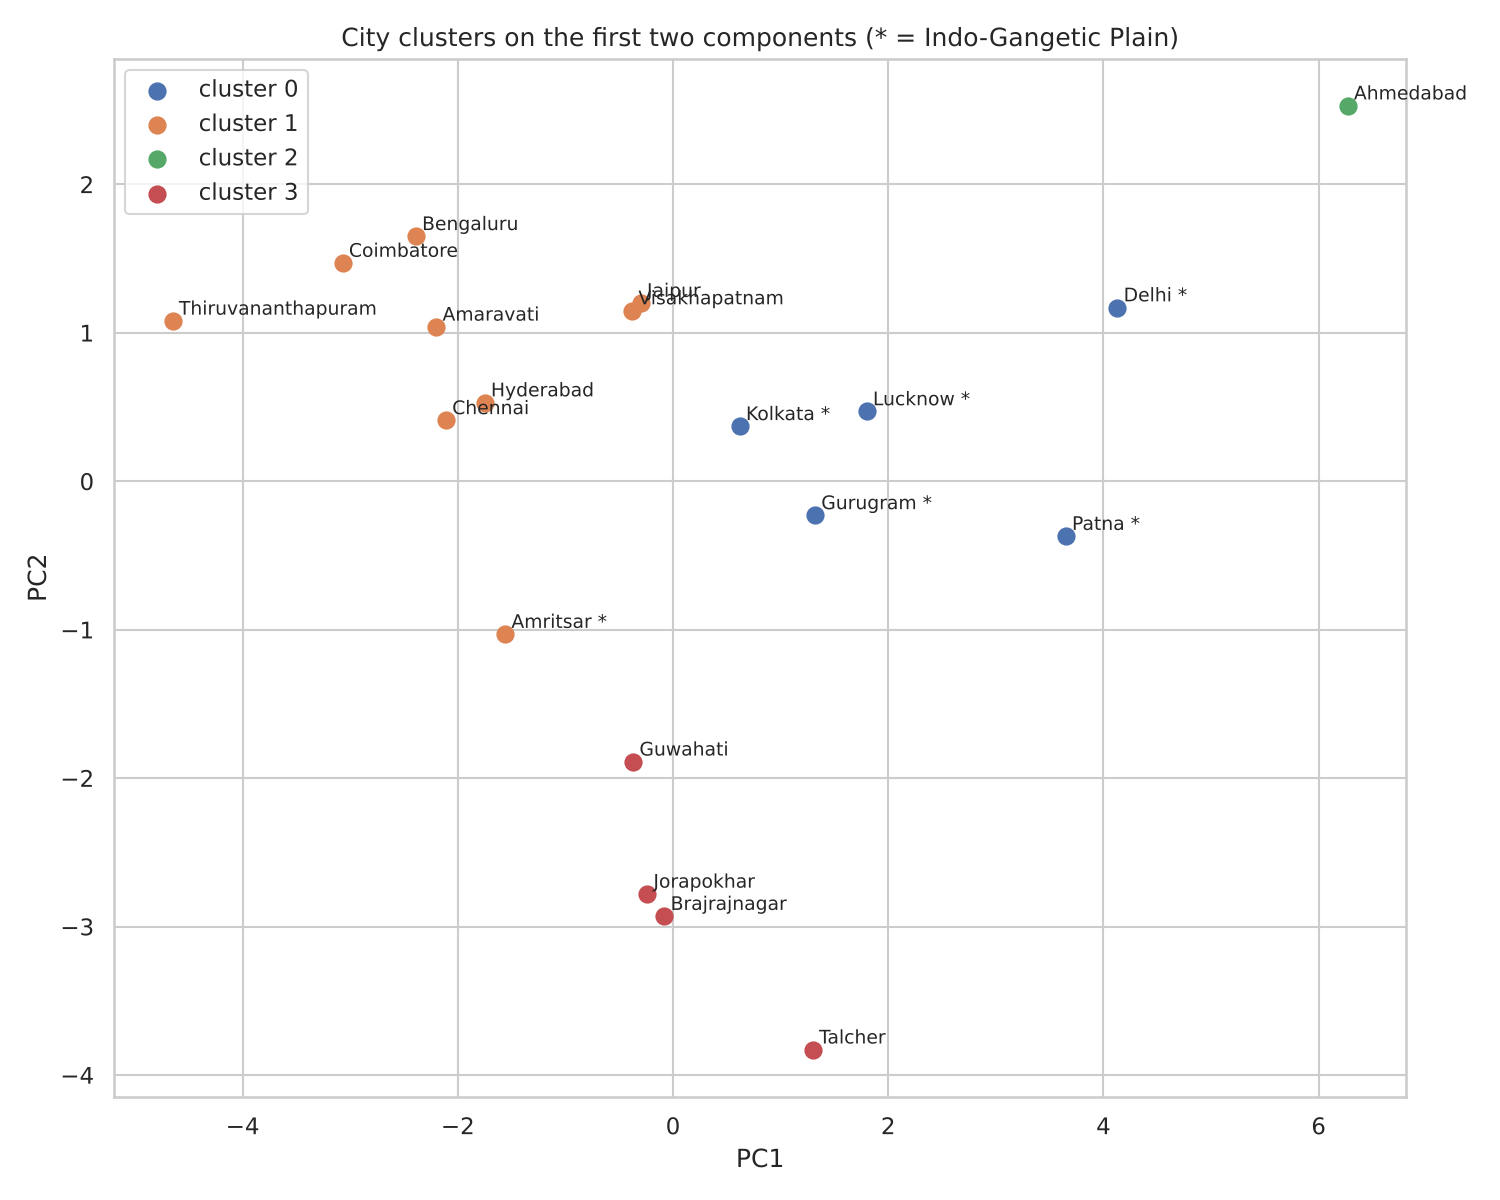 City clusters on the first two components (* = Indo-Gangetic Plain)
cluster 0
cluster 1
cluster 2
cluster 3
Ahmedabad
Bengaluru
Coimbatore
Thiruvananthapuram
Amaravati
Jaipur
Visakhapatnam
Delhi *
Hyderabad
Chennai
Kolkata *
Lucknow *
Gurugram *
Patna *
Amritsar *
Guwahati
Jorapokhar
Brajrajnagar
Talcher
2
1
0
−1
−2
−3
−4
PC2
−4
−2
0
2
4
6
PC1